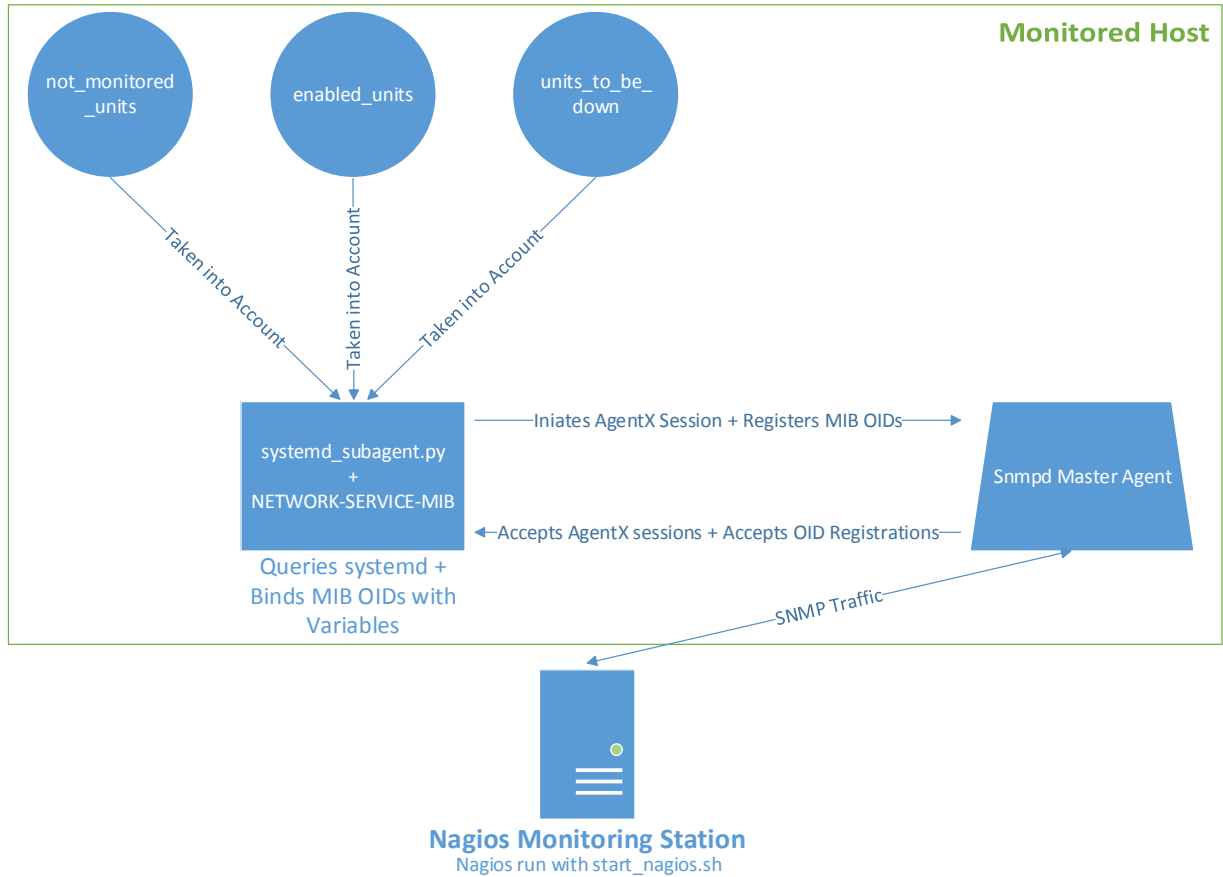 Monitored Host
not_monitored
_units
enabled_units
units_to_be_
down
Taken into Account
Taken into Account
Taken into Account
systemd_subagent.py
+
NETWORK-SERVICE-MIB
Iniates AgentX Session + Registers MIB OIDs
Snmpd Master Agent
Accepts AgentX sessions + Accepts OID Registrations
Queries systemd +
Binds MIB OIDs with
Variables
SNMP Traffic
Nagios Monitoring Station
Nagios run with start_nagios.sh